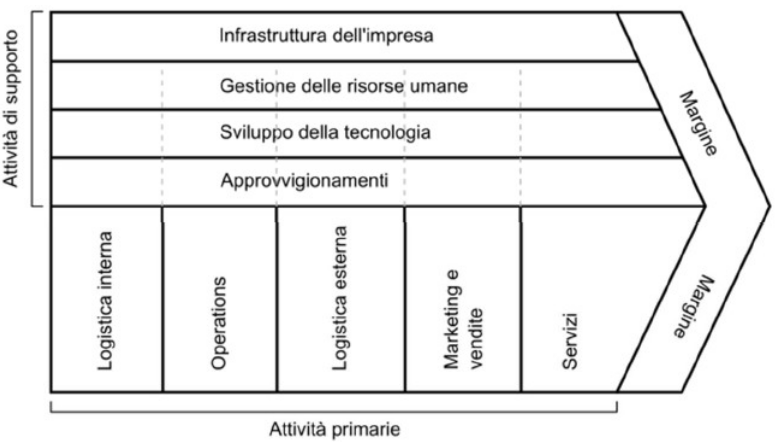 Attività di supporto
Infrastruttura dell'impresa
Gestione delle risorse umane
Sviluppo della tecnologia
Approvvigionamenti
Margine
Logistica interna
Operations
Logistica esterna
Marketing e
vendite
Servizi
Margine
Attività primarie